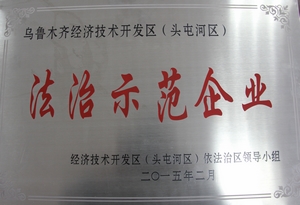 乌鲁木齐经济技术开发区（头屯河区）
法治示范企业
经济技术开发区（头屯河区）依法治区领导小组
二〇一五年二月